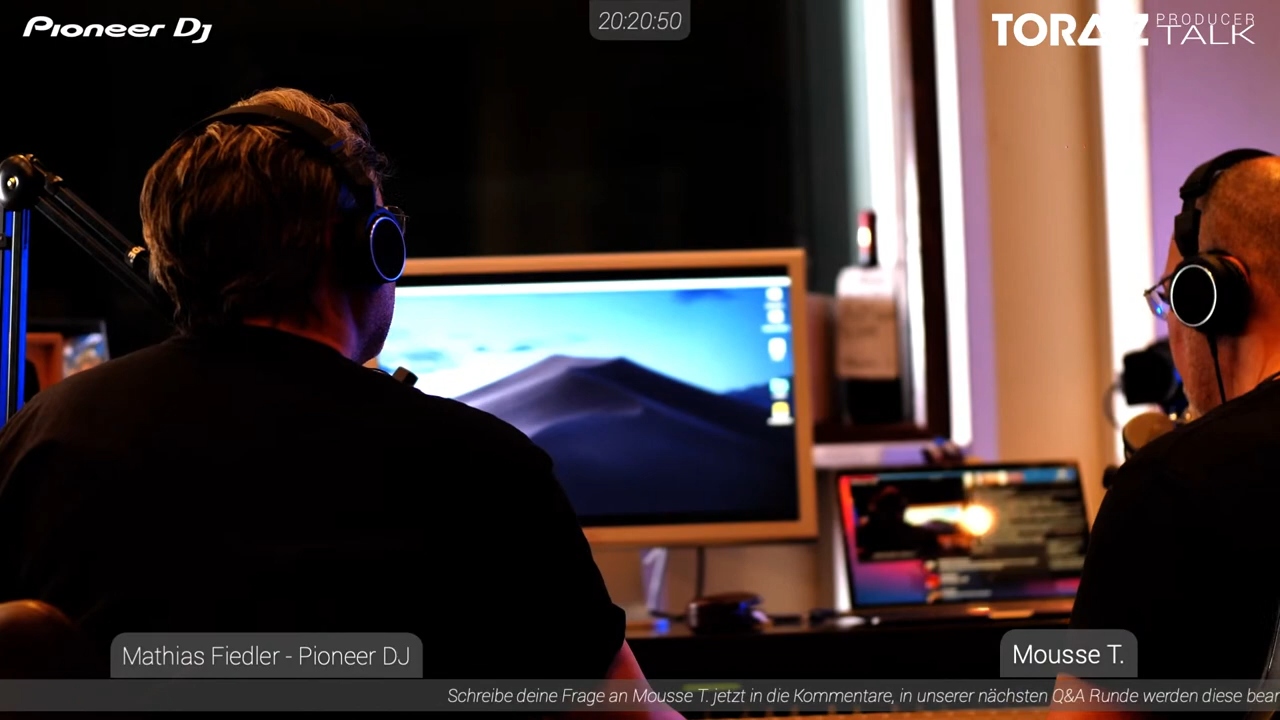 Pioneer Dj
20:20:50
TORAIZ PRODUCER
TALK
Mathias Fiedler - Pioneer DJ
Mousse T.
Schreibe deine Frage an Mousse T. jetzt in die Kommentare, in unserer nächsten Q&A Runde werden diese